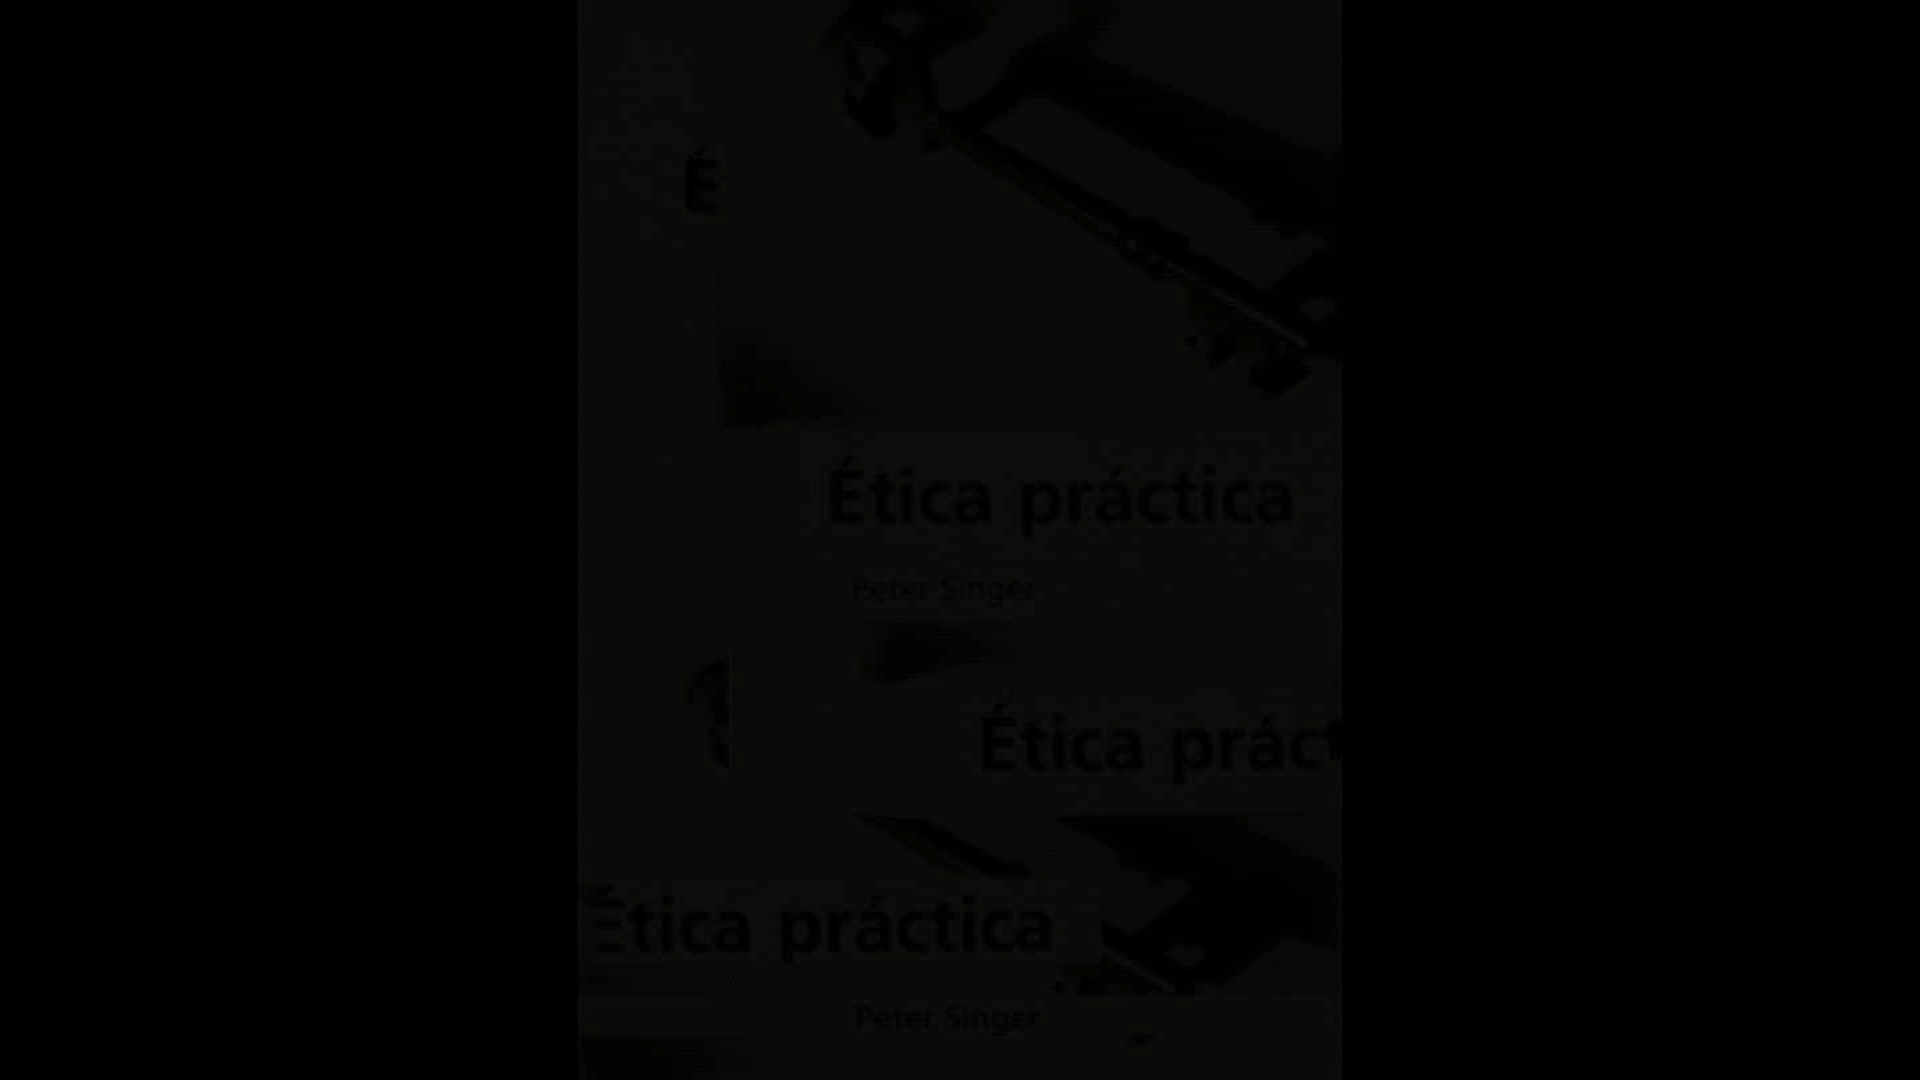 É
Ética práctica
Peter Singer
Ética práct
Ética práctica
Peter Singer